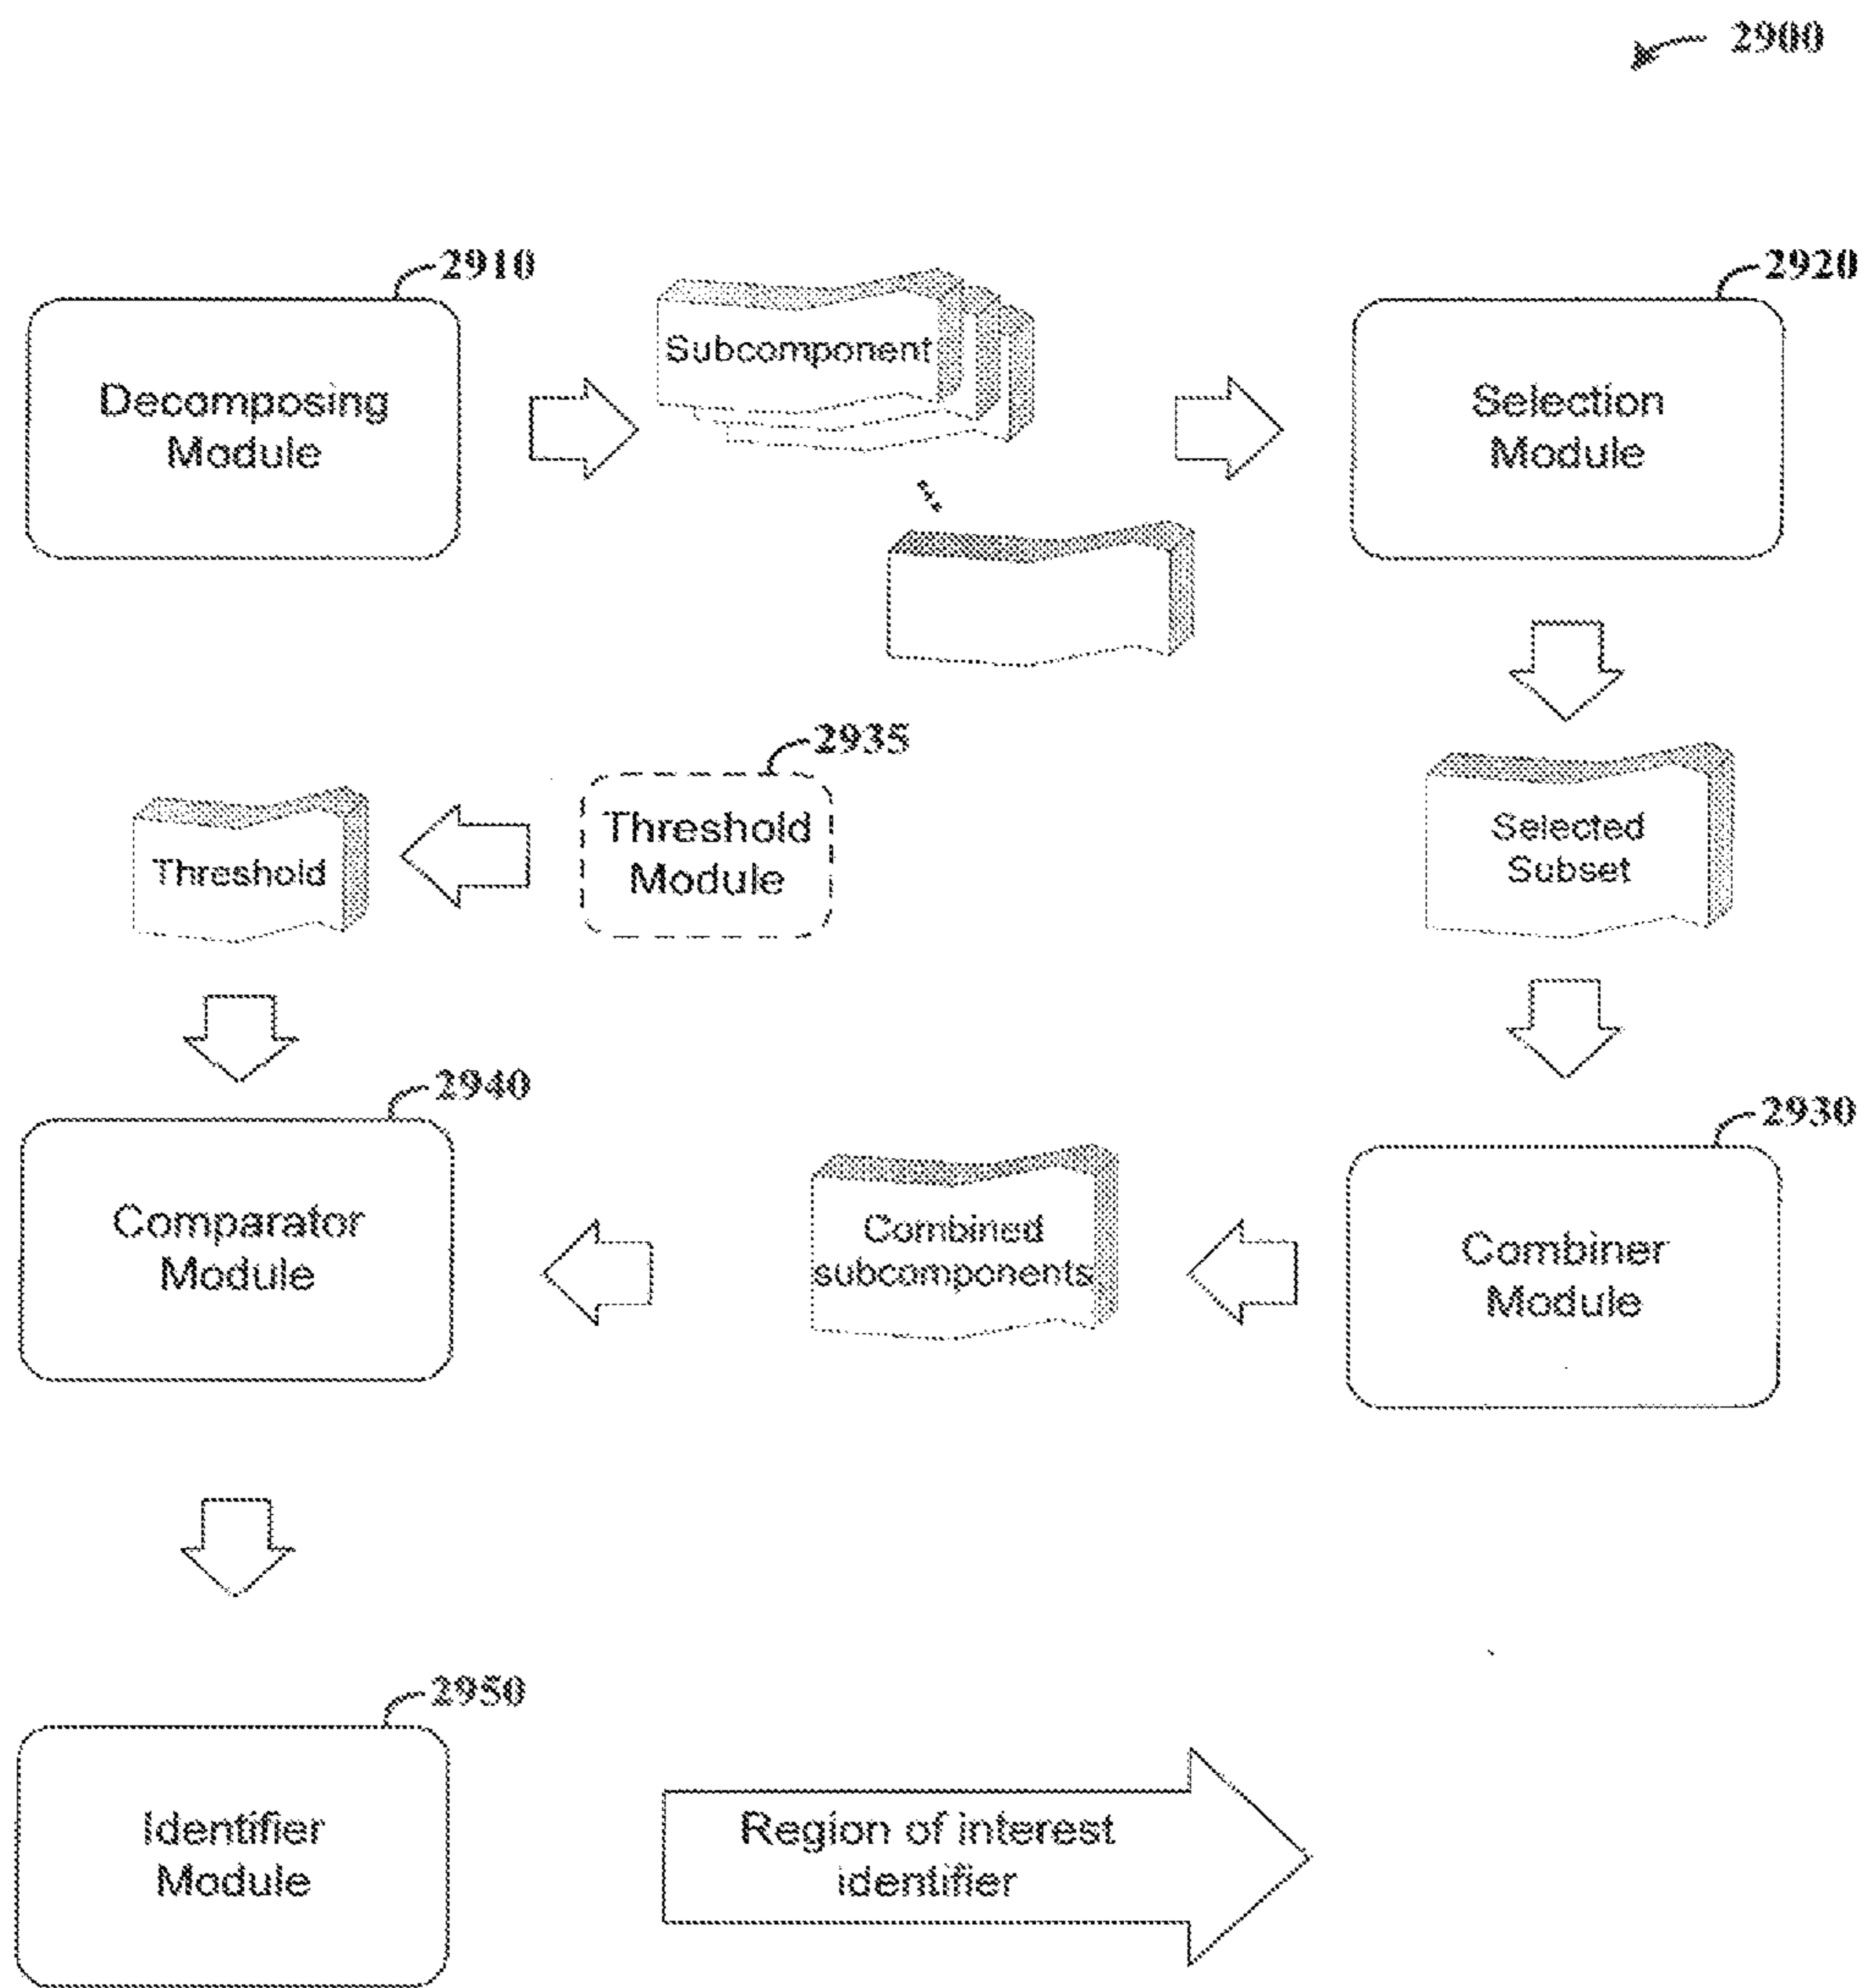 2900
2910
Decomposing
Module
Subcomponent
2920
Selection
Module
2935
Threshold
Module
Threshold
Selected
Subset
2940
Comparator
Module
Combined
subcomponents
2930
Combiner
Module
2950
Identifier
Module
Region of interest
identifier